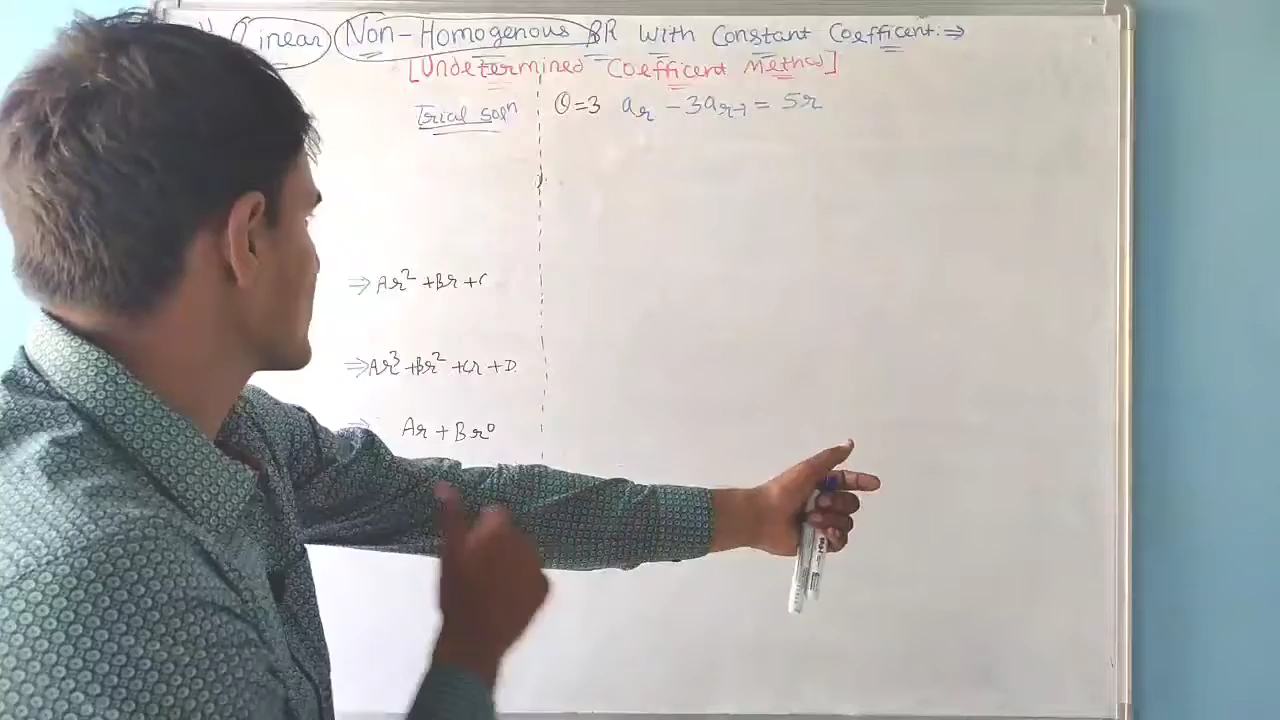 Linear Non-Homogenous RR with Constant Coefficent:⇒
[Undetermined Coefficent Method]
Trial soln
Q=3 aᵣ - 3aᵣ₋₁ = 5r
⇒ Ar² + Br + C
⇒ Ar³ + Br² + Cr + D
⇒ Ar + Br⁰